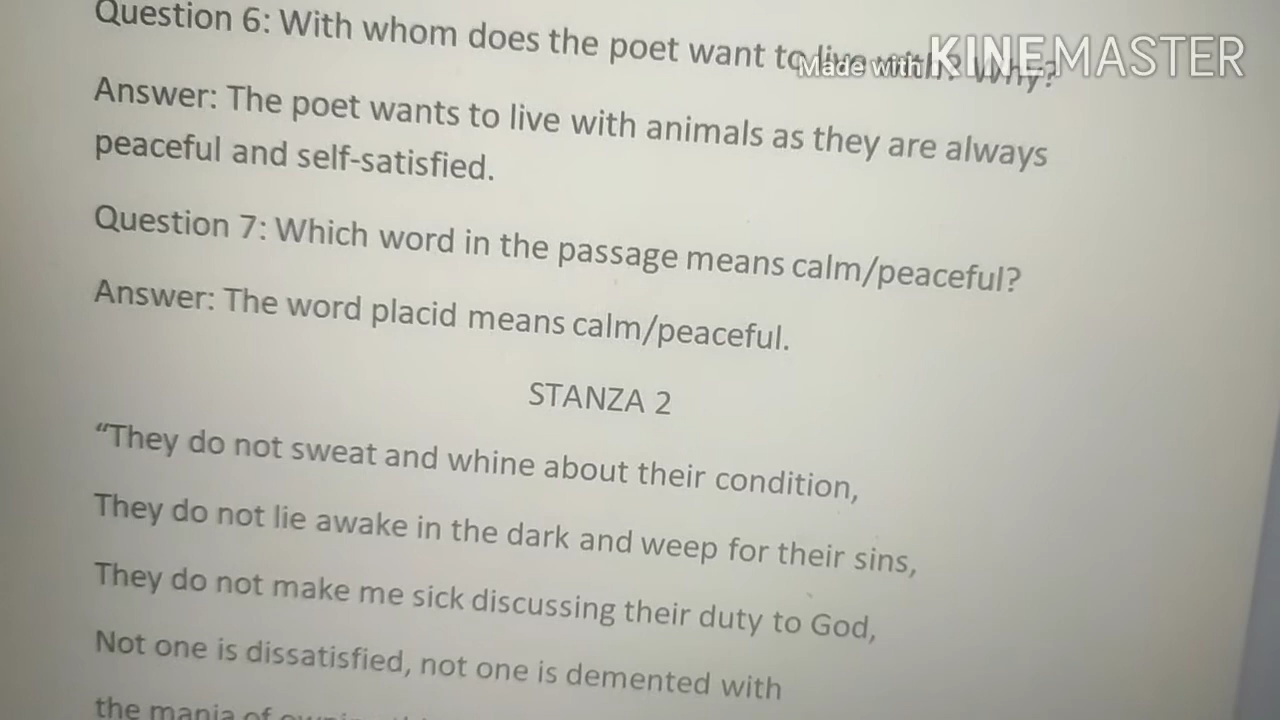 Question 6: With whom does the poet want to live with? Why?
Made with KINEMASTER
Answer: The poet wants to live with animals as they are always
peaceful and self-satisfied.
Question 7: Which word in the passage means calm/peaceful?
Answer: The word placid means calm/peaceful.
STANZA 2
“They do not sweat and whine about their condition,
They do not lie awake in the dark and weep for their sins,
They do not make me sick discussing their duty to God,
Not one is dissatisfied, not one is demented with
the mania of